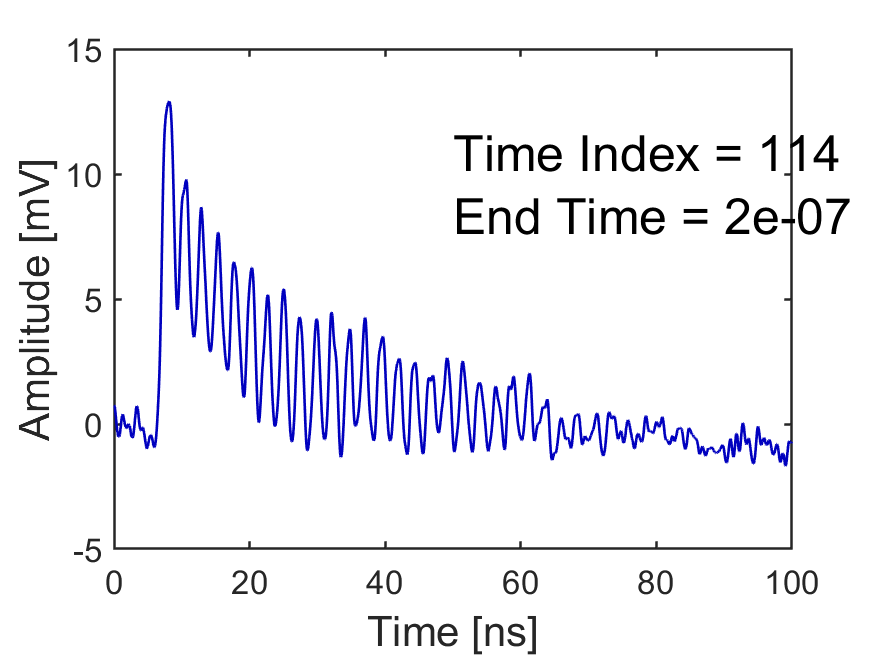 15
10
5
0
-5
Amplitude [mV]
Time Index = 114
End Time = 2e-07
0 20 40 60 80 100
Time [ns]